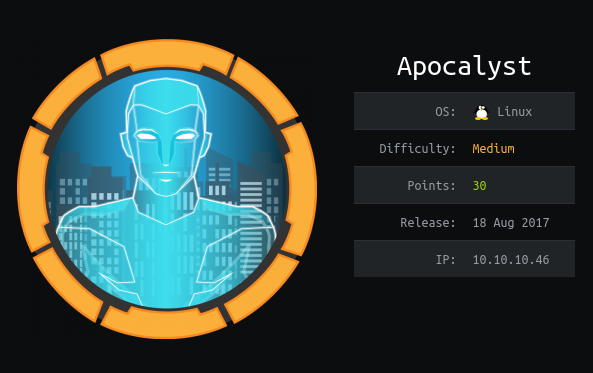 Apocalyst
OS: Linux
Difficulty: Medium
Points: 30
Release: 18 Aug 2017
IP: 10.10.10.46